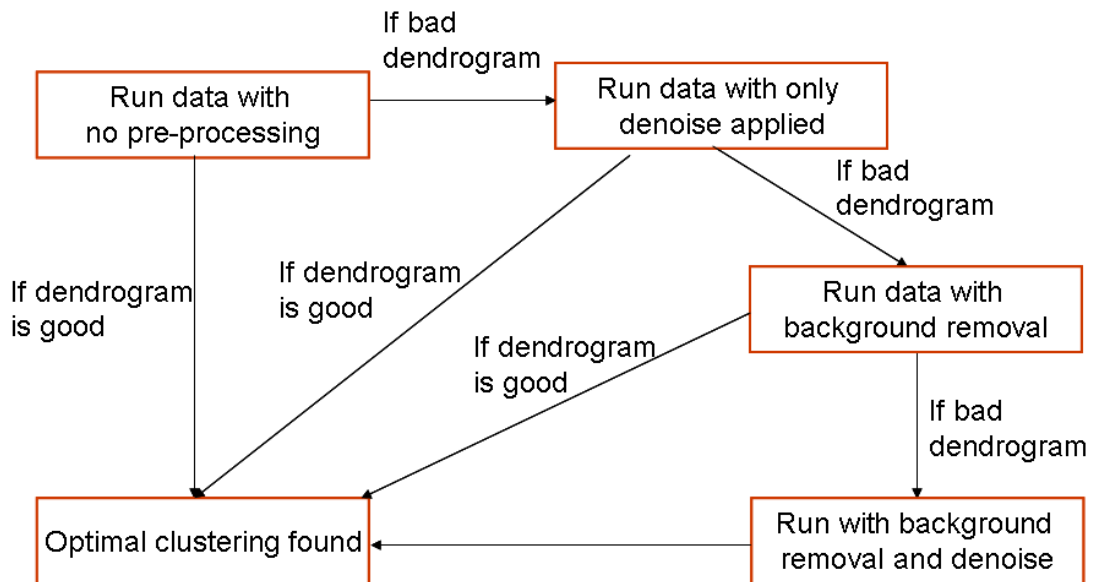 If bad
dendrogram
Run data with
no pre-processing
Run data with only
denoise applied
If bad
dendrogram
If dendrogram
is good
If dendrogram
is good
Run data with
background removal
If dendrogram
is good
If bad
dendrogram
Optimal clustering found
Run with background
removal and denoise